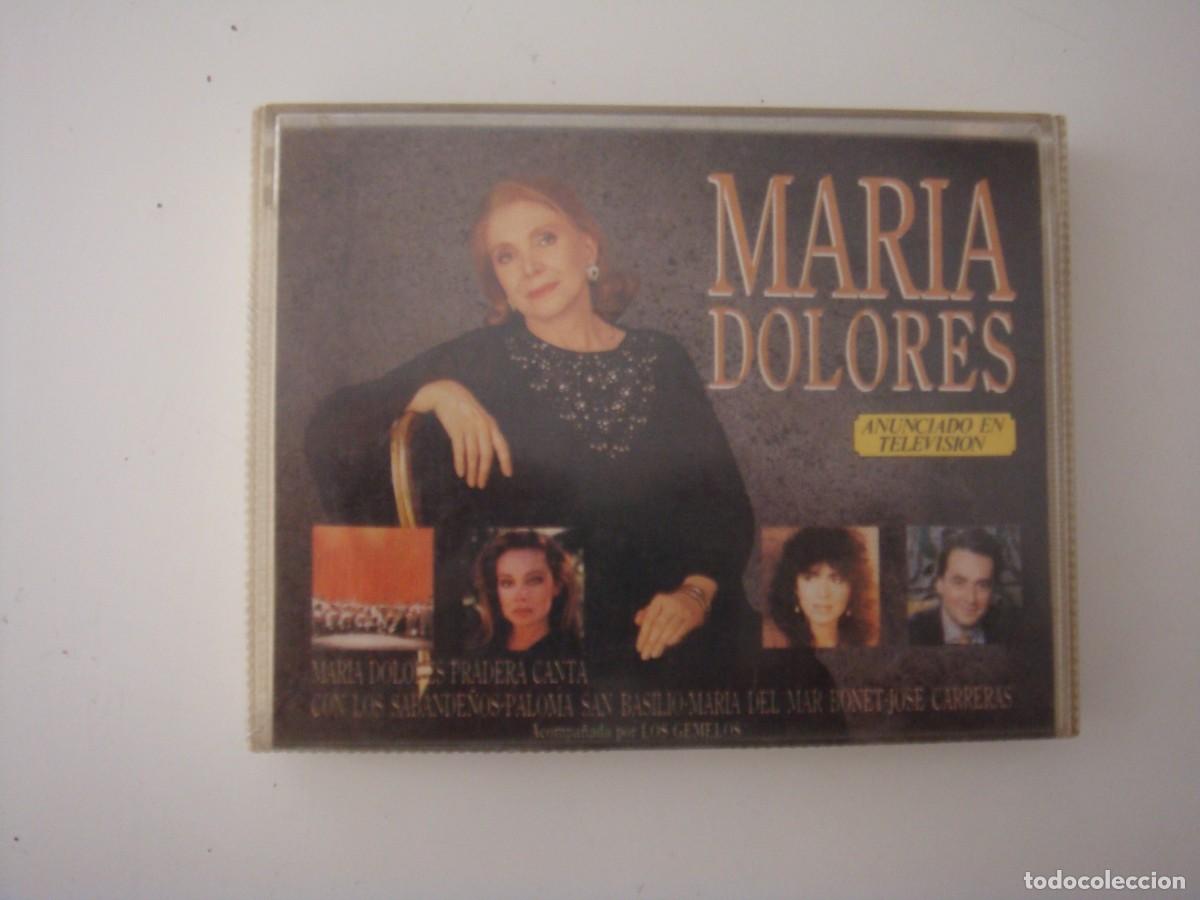 MARIA
DOLORES
ANUNCIADO EN
TELEVISION
MARIA DOLORES PRADERA CANTA
CON LOS SABANDEÑOS-PALOMA SAN BASILIO-MARIA DEL MAR BONET-JOSE CARRERAS
Acompañada por LOS GEMELOS
todocoleccion